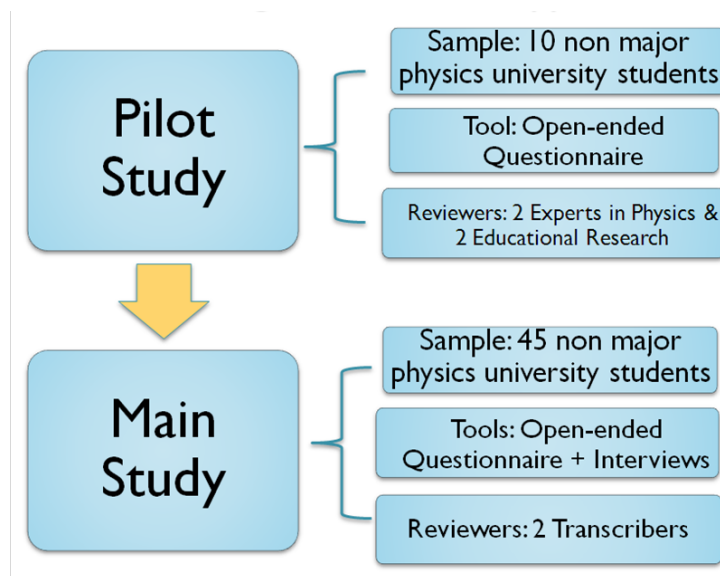 Pilot
Study
Sample: 10 non major
physics university students
Tool: Open-ended
Questionnaire
Reviewers: 2 Experts in Physics &
2 Educational Research
Main
Study
Sample: 45 non major
physics university students
Tools: Open-ended
Questionnaire + Interviews
Reviewers: 2 Transcribers